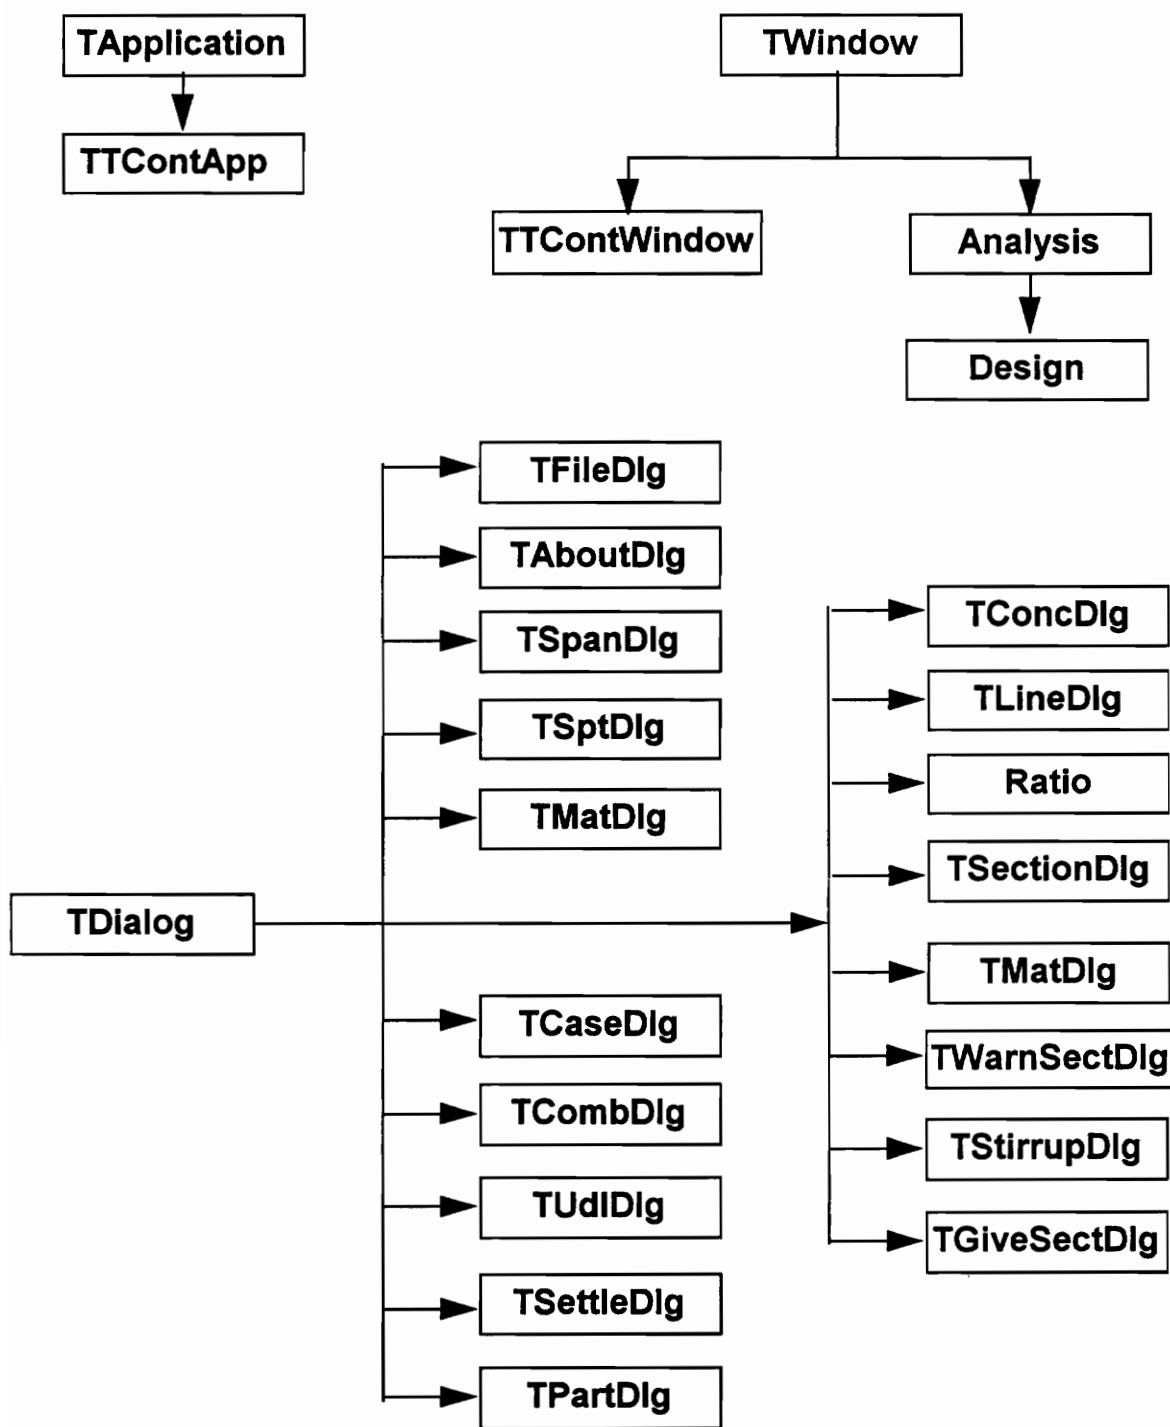 TApplication
TWindow
TTContApp
TTContWindow
Analysis
Design
TFileDlg
TAboutDlg
TSpanDlg
TSptDlg
TMatDlg
TDialog
TCaseDlg
TCombDlg
TUdlDlg
TSettleDlg
TPartDlg
TConcDlg
TLineDlg
Ratio
TSectionDlg
TMatDlg
TWarnSectDlg
TStirrupDlg
TGiveSectDlg